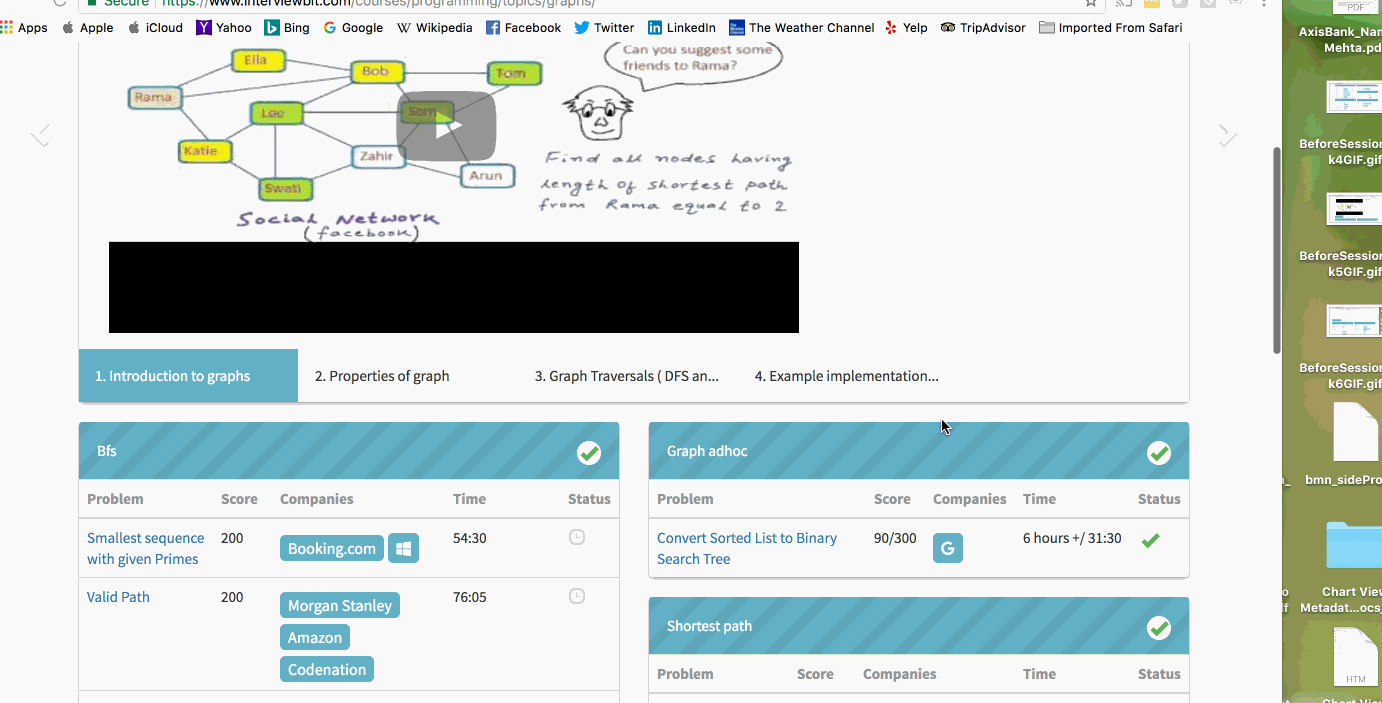 Secure https://www.interviewbit.com/courses/programming/topics/graphs/
Apps Apple iCloud Yahoo Bing Google Wikipedia Facebook Twitter LinkedIn The Weather Channel Yelp TripAdvisor Imported From Safari
Can you suggest some
friends to Rama?
Ella
Bob
Tom
Rama
Lee
Sam
Katie
Zahir
Arun
Swati
Find all nodes having
length of shortest path
from Rama equal to 2
Social Network
(facebook)
1. Introduction to graphs
2. Properties of graph
3. Graph Traversals ( DFS an...
4. Example implementation...
Bfs
Problem Score Companies Time Status
Smallest sequence
with given Primes
200
Booking.com
54:30
Valid Path
200
Morgan Stanley
Amazon
Codenation
76:05
Graph adhoc
Problem Score Companies Time Status
Convert Sorted List to Binary
Search Tree
90/300
G
6 hours +/ 31:30
Shortest path
Problem Score Companies Time Status
PDF
AxisBank_Nan
Mehta.pd
BeforeSession
k4GIF.gif
BeforeSession
k5GIF.gif
BeforeSession
k6GIF.gif
bmn_sidePro
Chart View
Metadat...ocs_
HTM